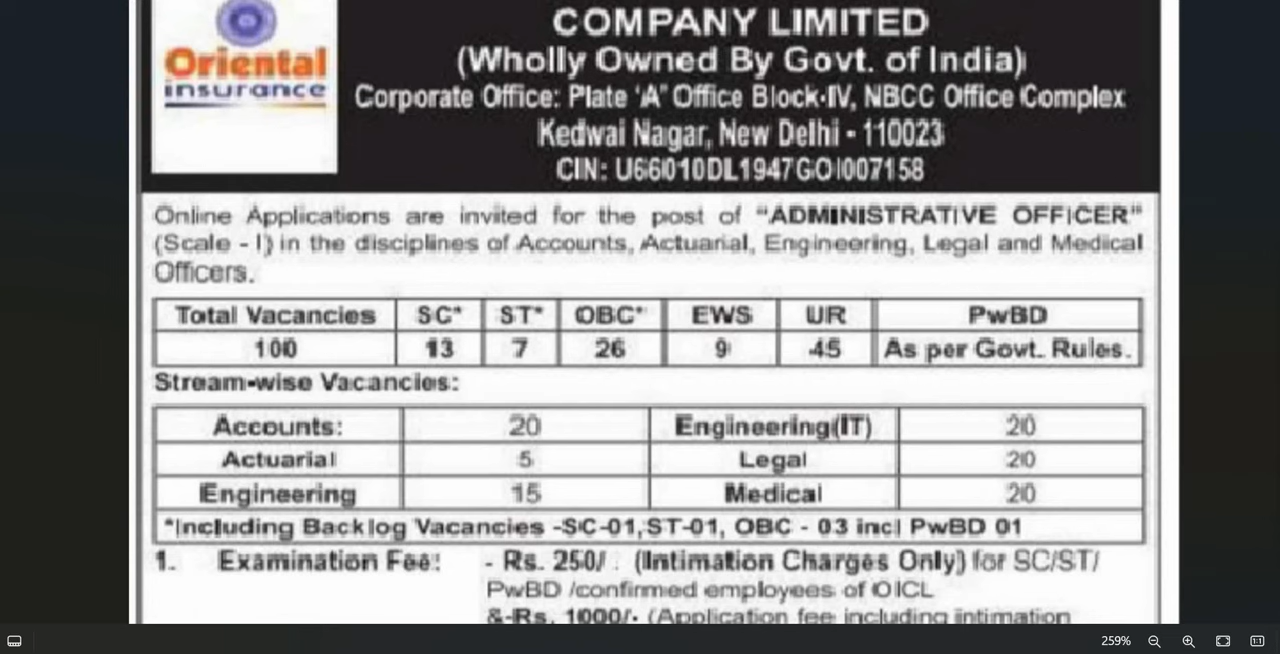 Oriental
insurance
COMPANY LIMITED
(Wholly Owned By Govt. of India)
Corporate Office: Plate 'A' Office Block-IV, NBCC Office Complex
Kedwai Nagar, New Delhi - 110023
CIN: U66010DL1947GOI007158
Online Applications are invited for the post of "ADMINISTRATIVE OFFICER"
(Scale - I) in the disciplines of Accounts, Actuarial, Engineering, Legal and Medical
Officers.
Total Vacancies SC* ST* OBC* EWS UR PwBD
100 13 7 26 9 45 As per Govt. Rules.
Stream-wise Vacancies:
Accounts: 20 Engineering(IT) 20
Actuarial 5 Legal 20
Engineering 15 Medical 20
*Including Backlog Vacancies -SC-01,ST-01, OBC - 03 incl PwBD 01
1. Examination Fee: - Rs. 250/ . (Intimation Charges Only) for SC/ST/
PwBD /confirmed employees of OICL
&-Rs. 1000/- (Application fee including intimation
259% 1:1